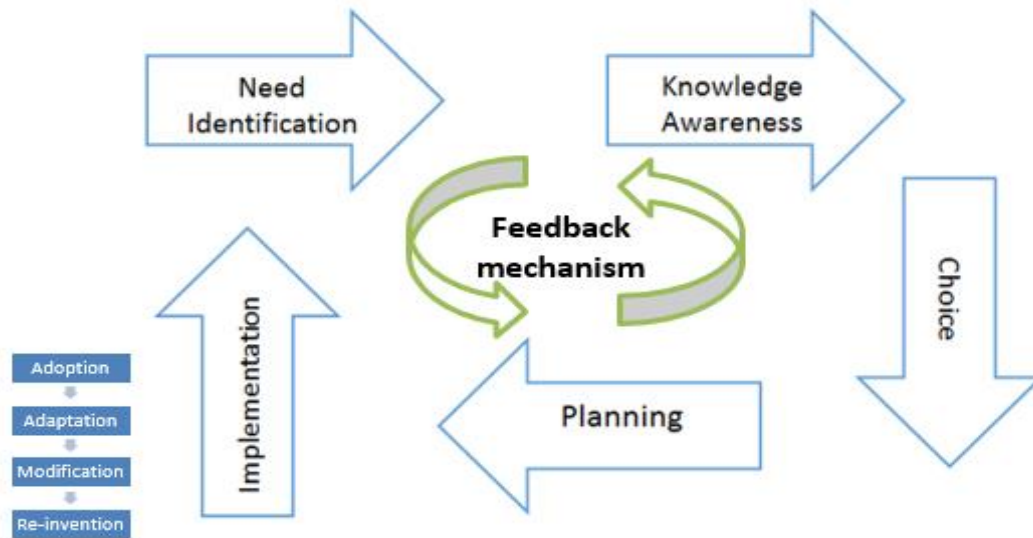 Need
Identification
Knowledge
Awareness
Feedback
mechanism
Choice
Planning
Implementation
Adoption
Adaptation
Modification
Re-invention